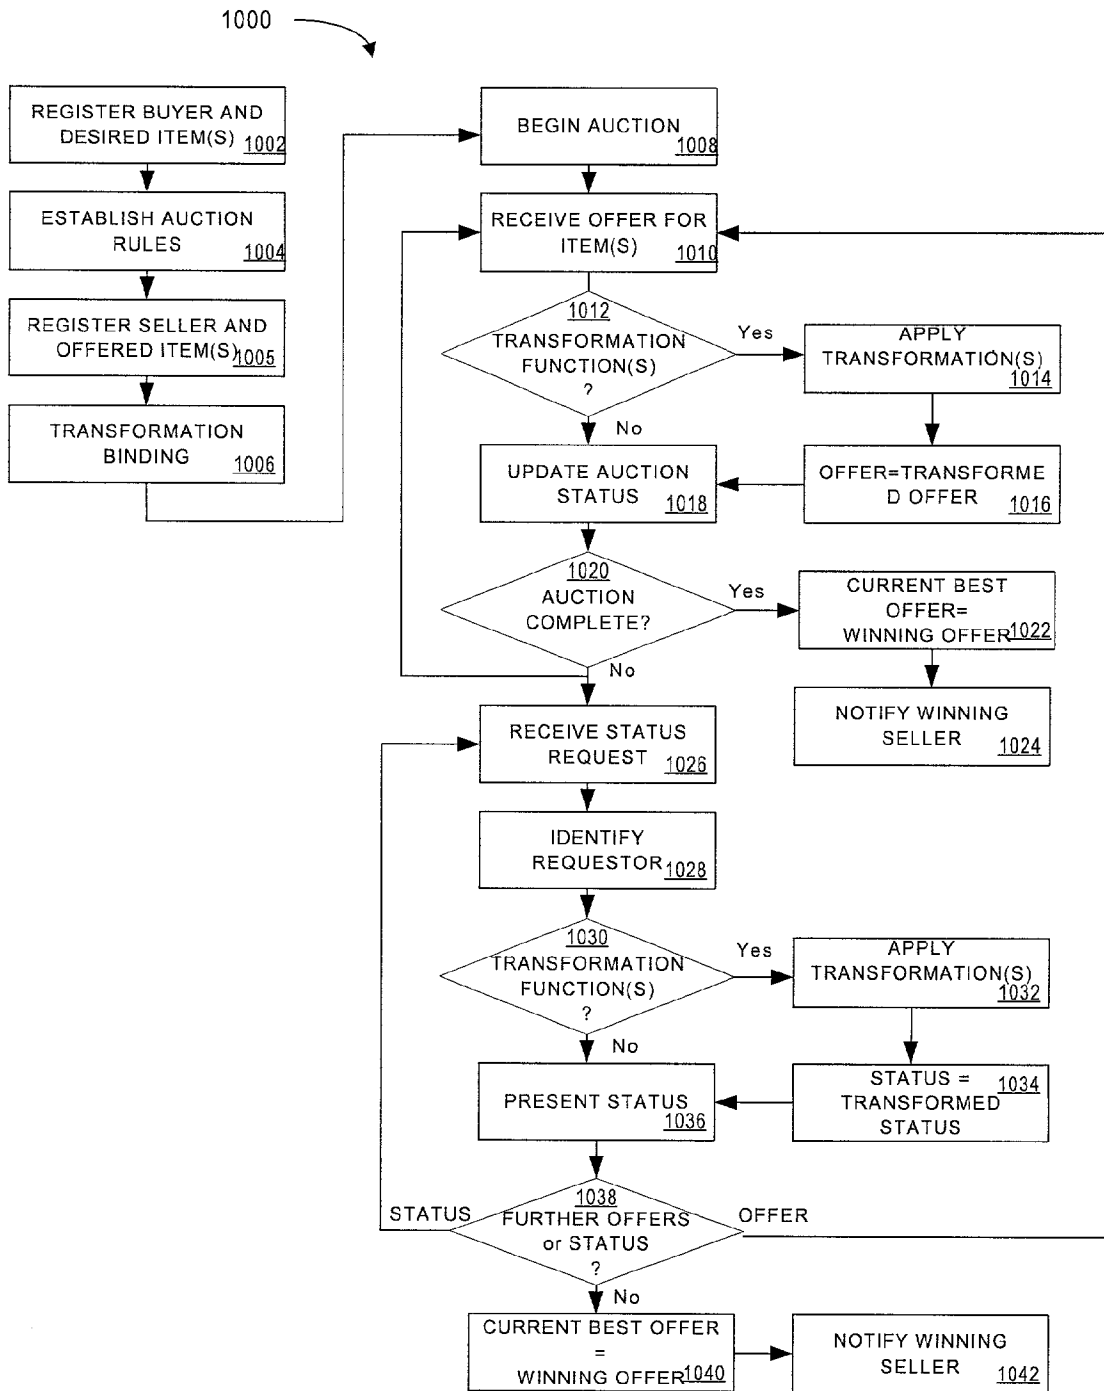 1000
REGISTER BUYER AND
DESIRED ITEM(S) 1002
ESTABLISH AUCTION
RULES 1004
REGISTER SELLER AND
OFFERED ITEM(S) 1005
TRANSFORMATION
BINDING 1006
BEGIN AUCTION
1008
RECEIVE OFFER FOR
ITEM(S) 1010
1012
TRANSFORMATION
FUNCTION(S)
?
Yes
No
APPLY
TRANSFORMATION(S)
1014
OFFER=TRANSFORME
D OFFER 1016
UPDATE AUCTION
STATUS 1018
1020
AUCTION
COMPLETE?
Yes
No
CURRENT BEST
OFFER=
WINNING OFFER 1022
NOTIFY WINNING
SELLER 1024
RECEIVE STATUS
REQUEST 1026
IDENTIFY
REQUESTOR 1028
1030
TRANSFORMATION
FUNCTION(S)
?
Yes
No
APPLY
TRANSFORMATION(S)
1032
STATUS = 1034
TRANSFORMED
STATUS
PRESENT STATUS
1036
1038
FURTHER OFFERS
or STATUS
?
STATUS
OFFER
No
CURRENT BEST OFFER
=
WINNING OFFER 1040
NOTIFY WINNING
SELLER 1042